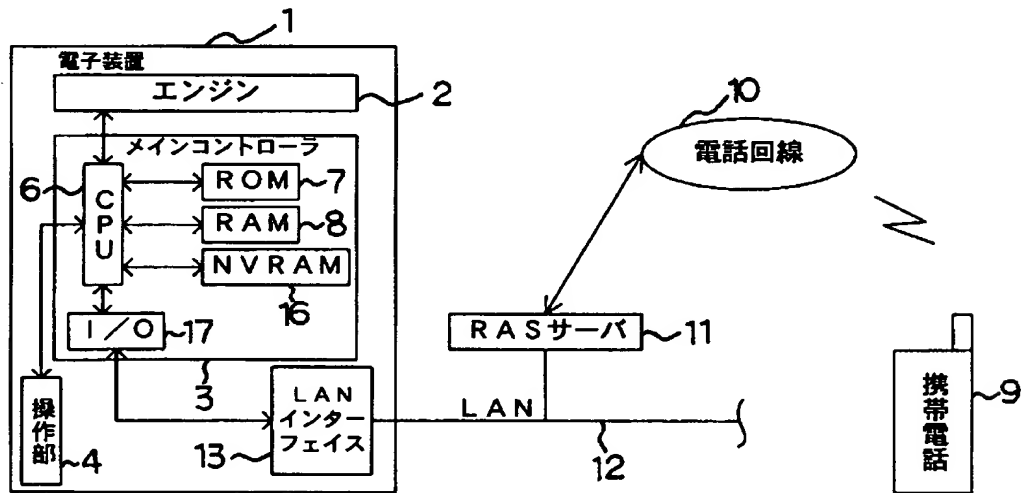 1
電子装置
エンジン
2
メインコントローラ
6
CPU
ROM
7
RAM
8
NVRAM
16
I/O
17
3
操作部
4
LAN
インター
フェイス
13
LAN
12
RASサーバ
11
10
電話回線
携帯電話
9